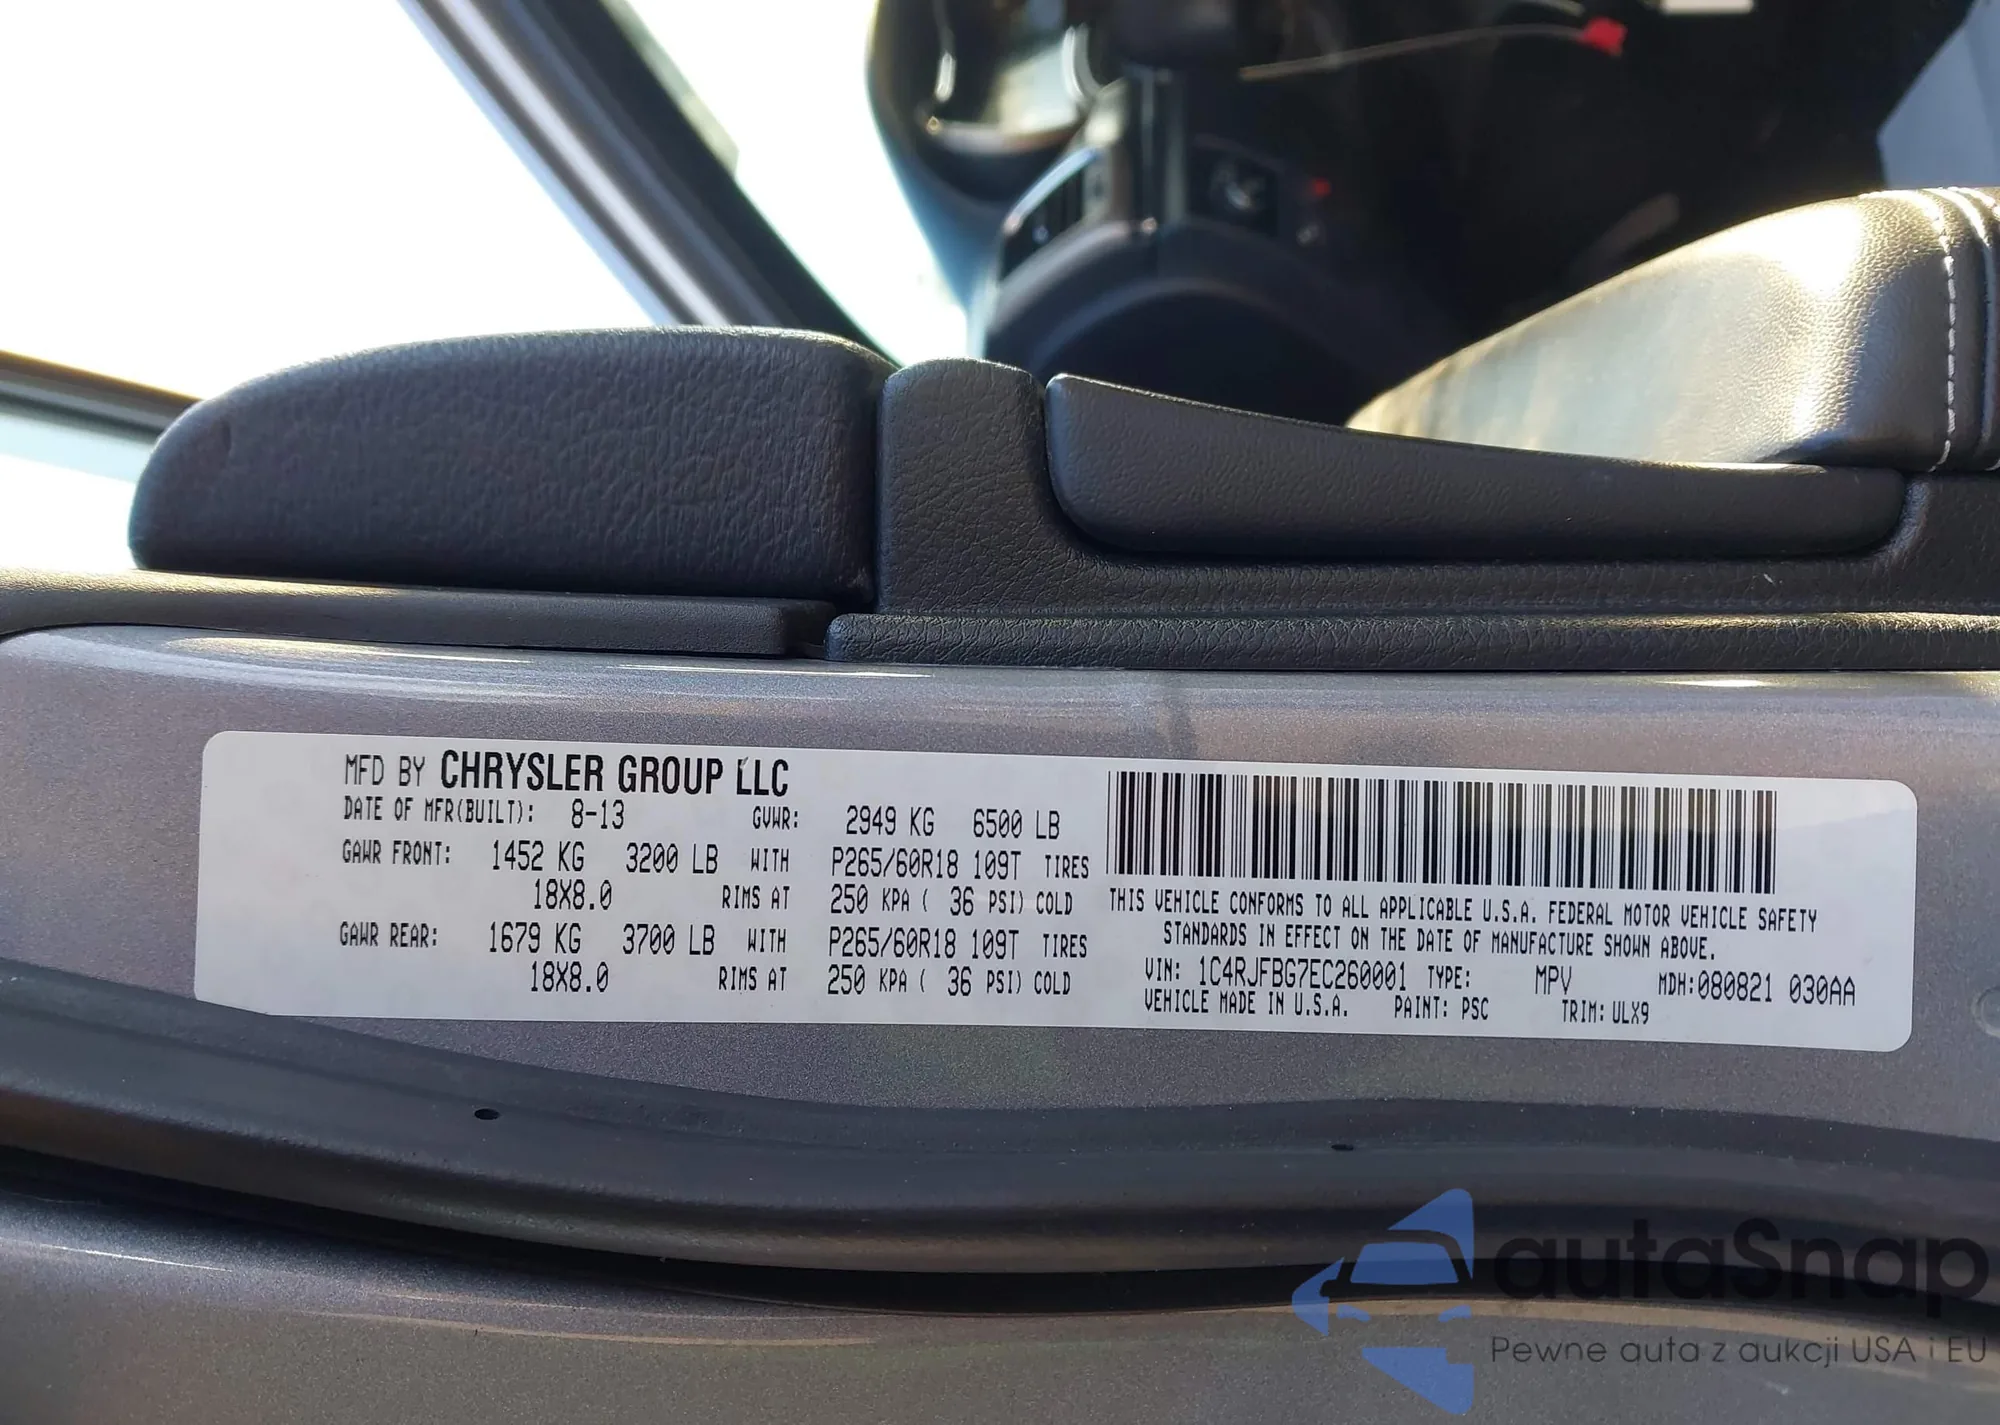 MFD BY CHRYSLER GROUP LLC
DATE OF MFR(BUILT): 8-13 GVWR: 2949 KG 6500 LB
GAWR FRONT: 1452 KG 3200 LB WITH P265/60R18 109T TIRES
18X8.0 RIMS AT 250 KPA ( 36 PSI) COLD
GAWR REAR: 1679 KG 3700 LB WITH P265/60R18 109T TIRES
18X8.0 RIMS AT 250 KPA ( 36 PSI) COLD
THIS VEHICLE CONFORMS TO ALL APPLICABLE U.S.A. FEDERAL MOTOR VEHICLE SAFETY
STANDARDS IN EFFECT ON THE DATE OF MANUFACTURE SHOWN ABOVE.
VIN: 1C4RJFBG7EC260001 TYPE: MPV MDH:080821 030AA
VEHICLE MADE IN U.S.A. PAINT: PSC TRIM: ULX9
autaSnap
Pewne auta z aukcji USA i EU